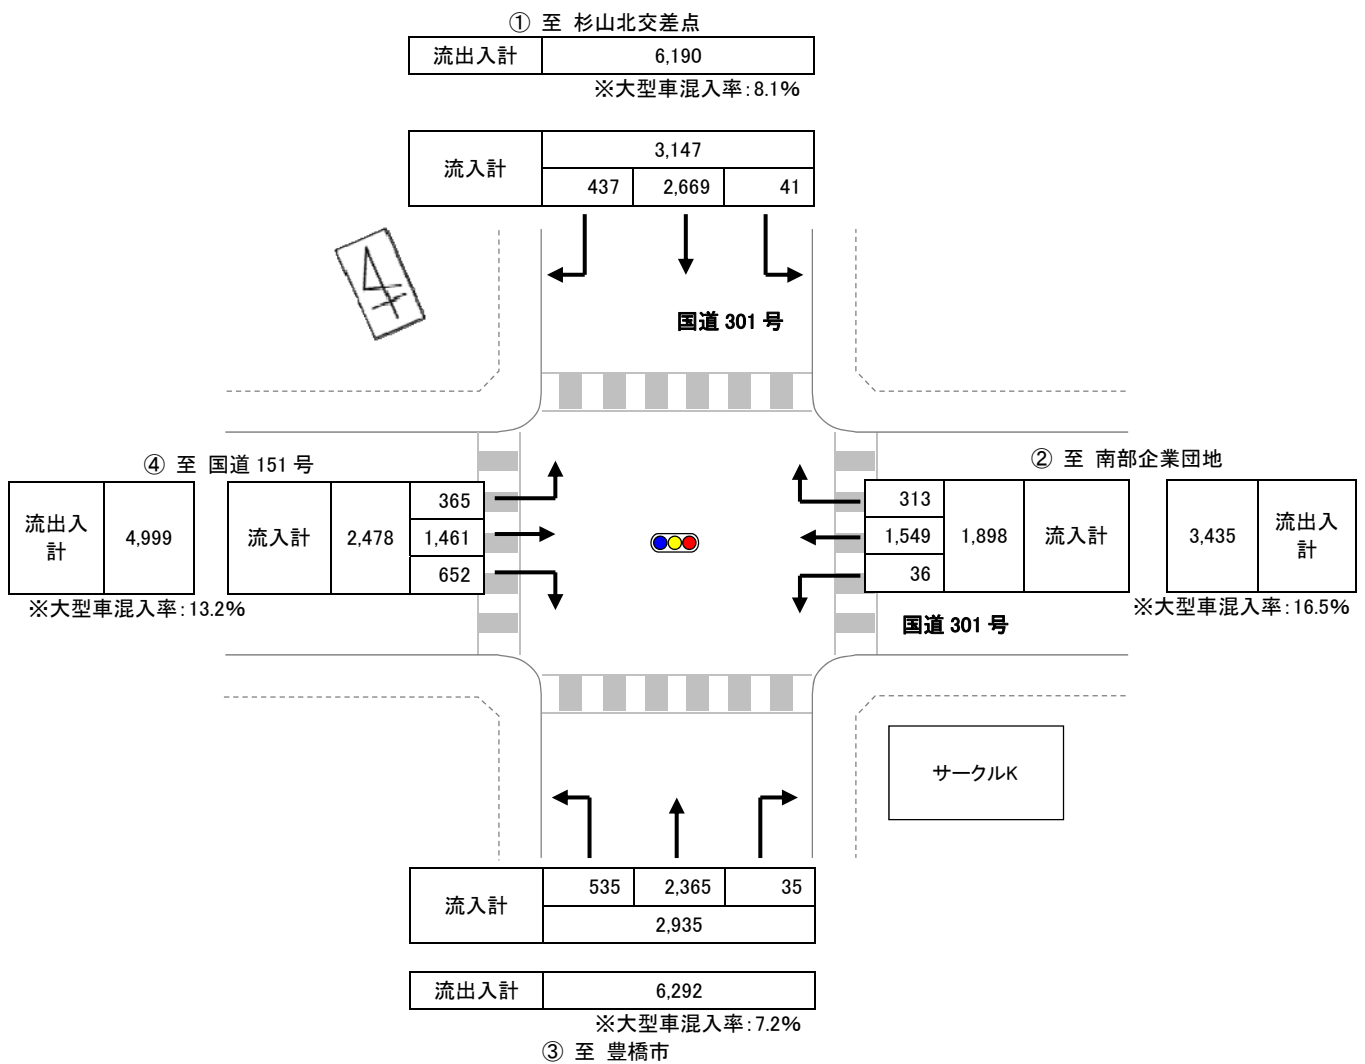 ① 至 杉山北交差点
流出入計 6,190
※大型車混入率：8.1%
流入計 3,147
437 2,669 41
国道 301 号
④ 至 国道 151 号
流出入
計
4,999
流入計 2,478
365
1,461
652
※大型車混入率：13.2%
② 至 南部企業団地
313
1,549
36
1,898 流入計
3,435
流出入
計
※大型車混入率：16.5%
国道 301 号
サークルK
流入計
535 2,365 35
2,935
流出入計 6,292
※大型車混入率：7.2%
③ 至 豊橋市